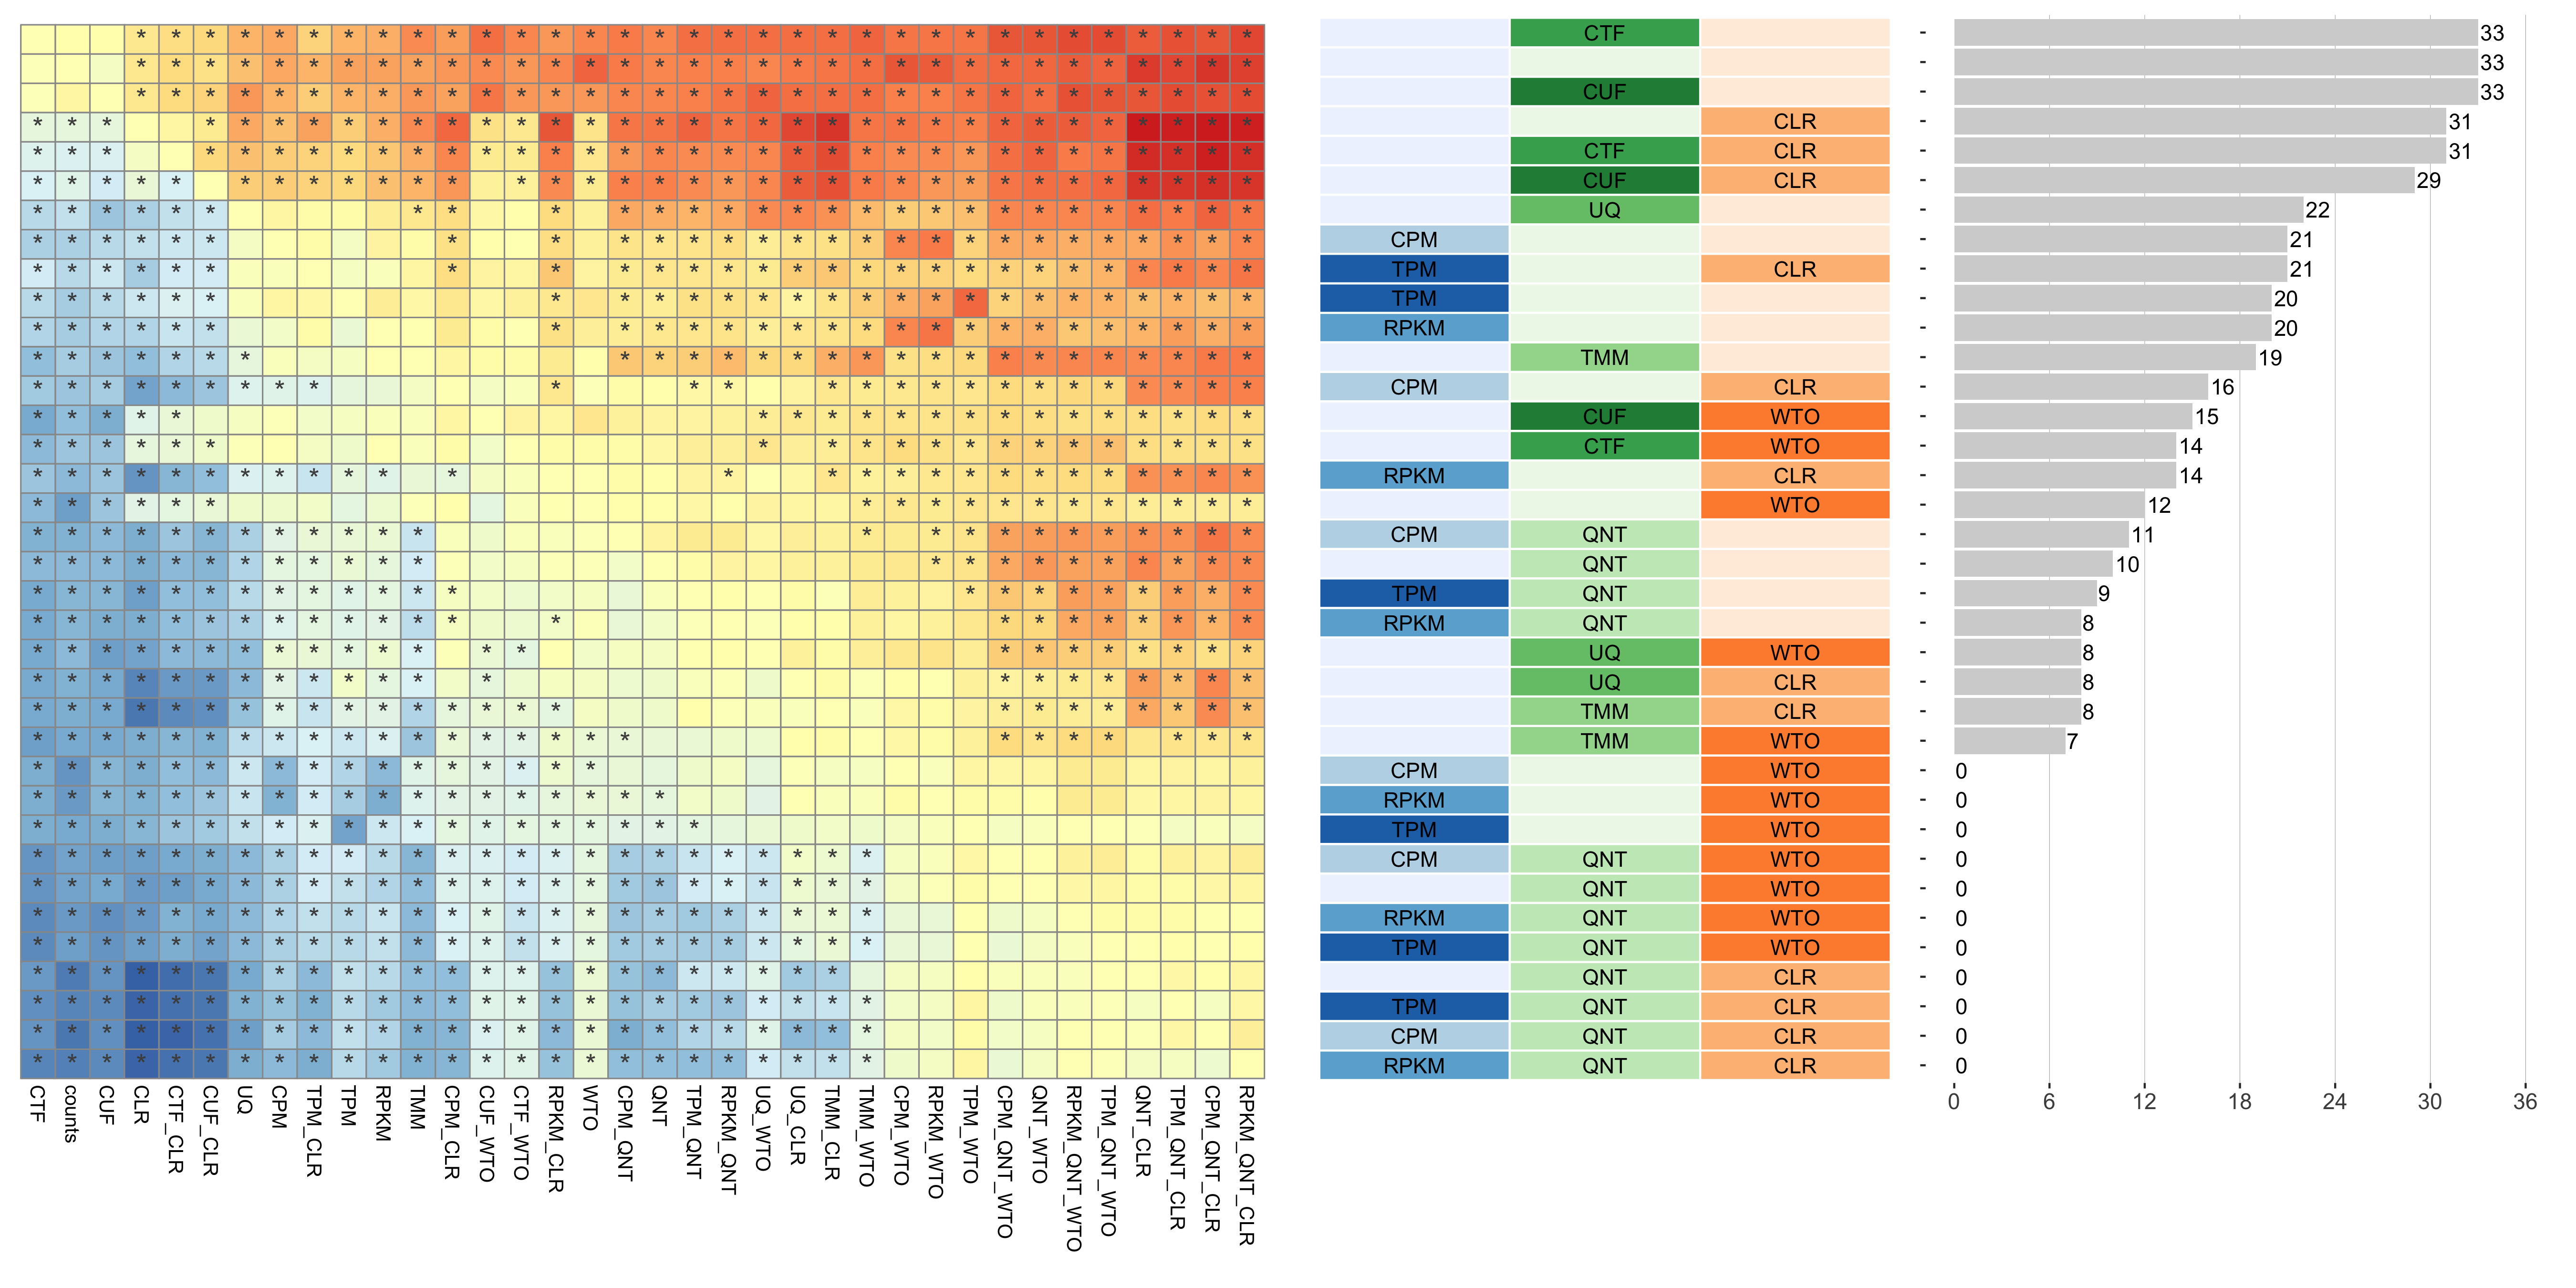 CTF - 33
- 33
CUF - 33
CLR - 31
CTF CLR - 31
CUF CLR - 29
UQ - 22
CPM - 21
TPM CLR - 21
TPM - 20
RPKM - 20
TMM - 19
CPM CLR - 16
CUF WTO - 15
CTF WTO - 14
RPKM CLR - 14
WTO - 12
CPM QNT - 11
QNT - 10
TPM QNT - 9
RPKM QNT - 8
UQ WTO - 8
UQ CLR - 8
TMM CLR - 8
TMM WTO - 7
CPM WTO - 0
RPKM WTO - 0
TPM WTO - 0
CPM QNT WTO - 0
QNT WTO - 0
RPKM QNT WTO - 0
TPM QNT WTO - 0
QNT CLR - 0
TPM QNT CLR - 0
CPM QNT CLR - 0
RPKM QNT CLR - 0
CTF
counts
CUF
CLR
CTF_CLR
CUF_CLR
UQ
CPM
TPM_CLR
TPM
RPKM
TMM
CPM_CLR
CUF_WTO
CTF_WTO
RPKM_CLR
WTO
CPM_QNT
QNT
TPM_QNT
RPKM_QNT
UQ_WTO
UQ_CLR
TMM_CLR
TMM_WTO
CPM_WTO
RPKM_WTO
TPM_WTO
CPM_QNT_WTO
QNT_WTO
RPKM_QNT_WTO
TPM_QNT_WTO
QNT_CLR
TPM_QNT_CLR
CPM_QNT_CLR
RPKM_QNT_CLR
0 6 12 18 24 30 36